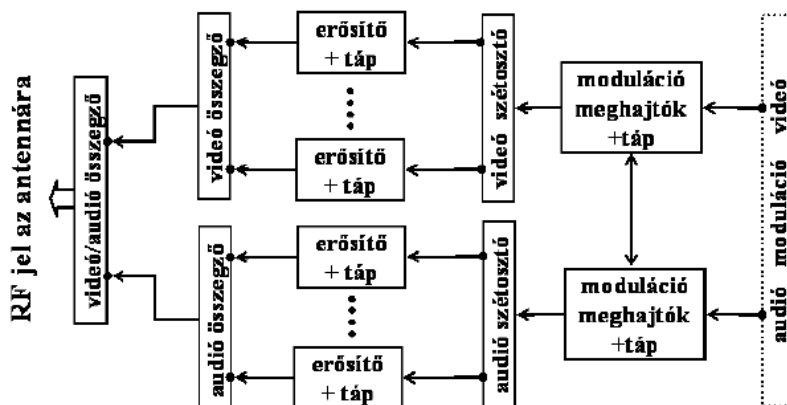 RF jel az antennára
videó/audió összegző
videó összegző
erősítő
+ táp
erősítő
+ táp
videó szétosztó
moduláció
meghajtók
+táp
audió összegző
erősítő
+ táp
erősítő
+ táp
audió szétosztó
moduláció
meghajtók
+táp
audió moduláció videó